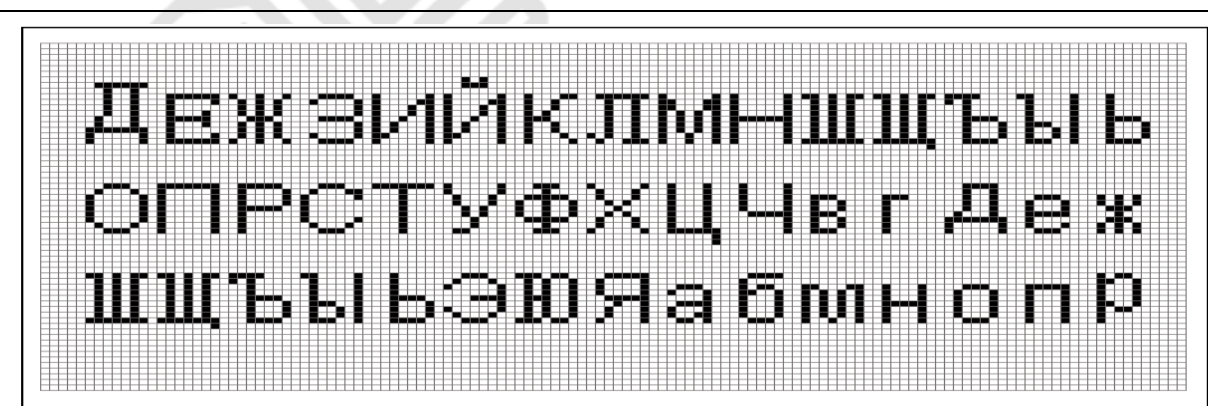 ДЕЖЗИЙКЛМНШЩЪЫЬ
ОПРСТУФХЦЧвгдеж
ШЩЪЫЬЭЮЯабмнопр